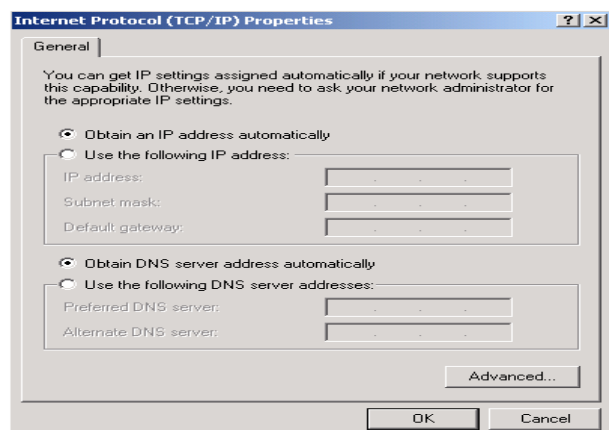 Internet Protocol (TCP/IP) Properties
General
You can get IP settings assigned automatically if your network supports
this capability. Otherwise, you need to ask your network administrator for
the appropriate IP settings.
Obtain an IP address automatically
Use the following IP address:
IP address:
Subnet mask:
Default gateway:
Obtain DNS server address automatically
Use the following DNS server addresses:
Preferred DNS server:
Alternate DNS server:
Advanced...
OK Cancel